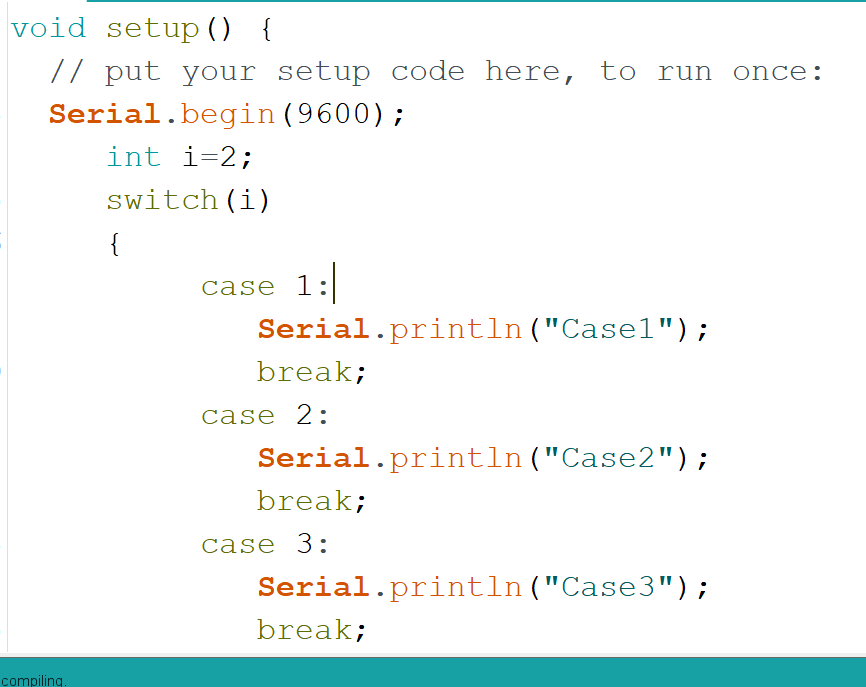 void setup() {
// put your setup code here, to run once:
Serial.begin(9600);
int i=2;
switch(i)
{
case 1:
Serial.println("Case1");
break;
case 2:
Serial.println("Case2");
break;
case 3:
Serial.println("Case3");
break;
compiling.